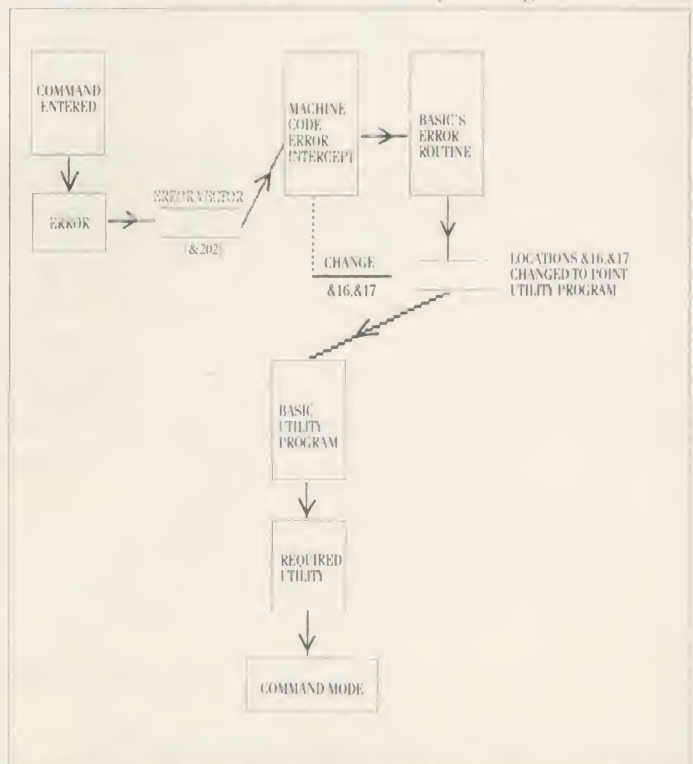 COMMAND
ENTERED
ERROR
ERROR VECTOR
(&202)
MACHINE
CODE
ERROR
INTERCEPT
BASIC'S
ERROR
ROUTINE
CHANGE
&16,&17
LOCATIONS &16,&17
CHANGED TO POINT
UTILITY PROGRAM
BASIC
UTILITY
PROGRAM
REQUIRED
UTILITY
COMMAND MODE